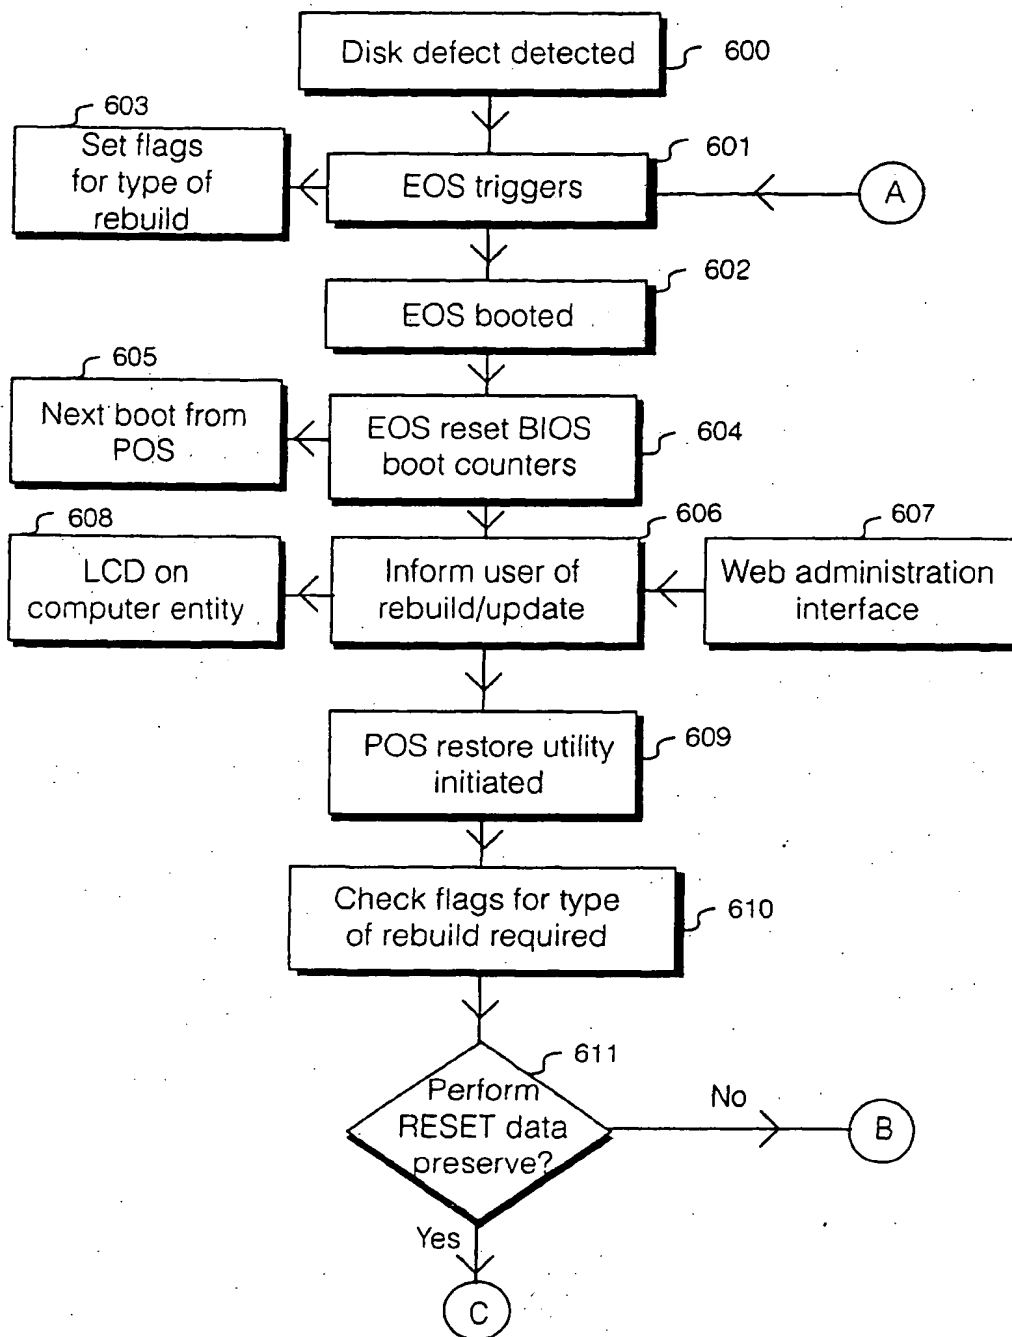 Disk defect detected
600
603
Set flags
for type of
rebuild
601
EOS triggers
A
602
EOS booted
605
Next boot from
POS
EOS reset BIOS
boot counters
604
608
LCD on
computer entity
606
Inform user of
rebuild/update
607
Web administration
interface
POS restore utility
initiated
609
Check flags for type
of rebuild required
610
611
Perform
RESET data
preserve?
No
B
Yes
C